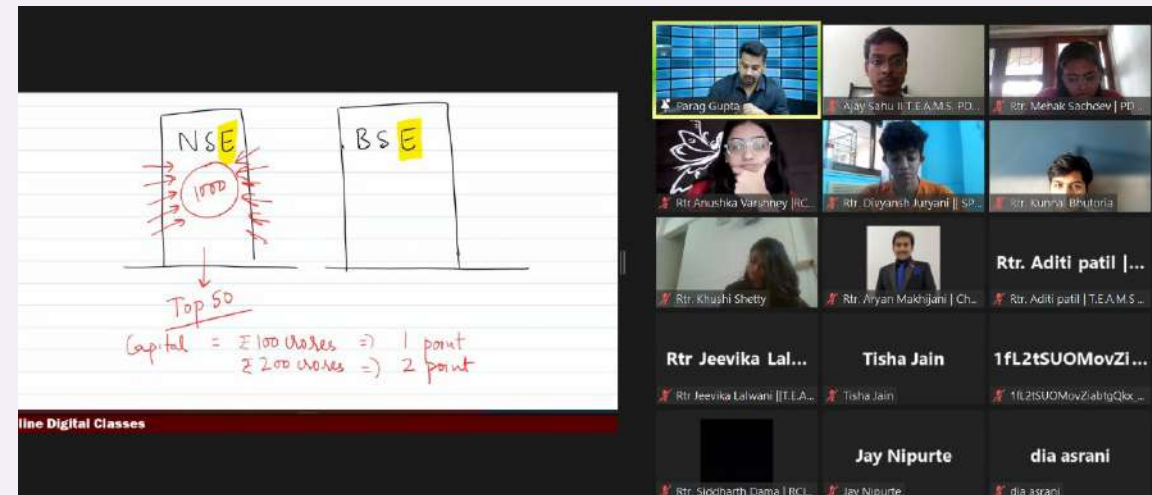 NSE
BSE
1000
Top 50
Capital = ₹100 crores => 1 point
₹200 crores => 2 point
line Digital Classes
Parag Gupta
Ajay Sahu || T.E.A.M.S. PD...
Rtr. Mehak Sachdev | PD...
Rtr Anushka Varshney |RC...
Rtr. Divyansh Juryani || SP...
Rtr. Kunnal Bhutoria
Rtr. Khushi Shetty
Rtr. Aryan Makhijani | Ch...
Rtr. Aditi patil |...
Rtr. Aditi patil | T.E.A.M.S ...
Rtr Jeevika Lal...
Rtr Jeevika Lalwani ||T.E.A...
Tisha Jain
Tisha Jain
1fL2tSUOMovZi...
1fL2tSUOMovZiabtgQkx_...
Rtr. Siddharth Dama | RCL...
Jay Nipurte
Jay Nipurte
dia asrani
dia asrani